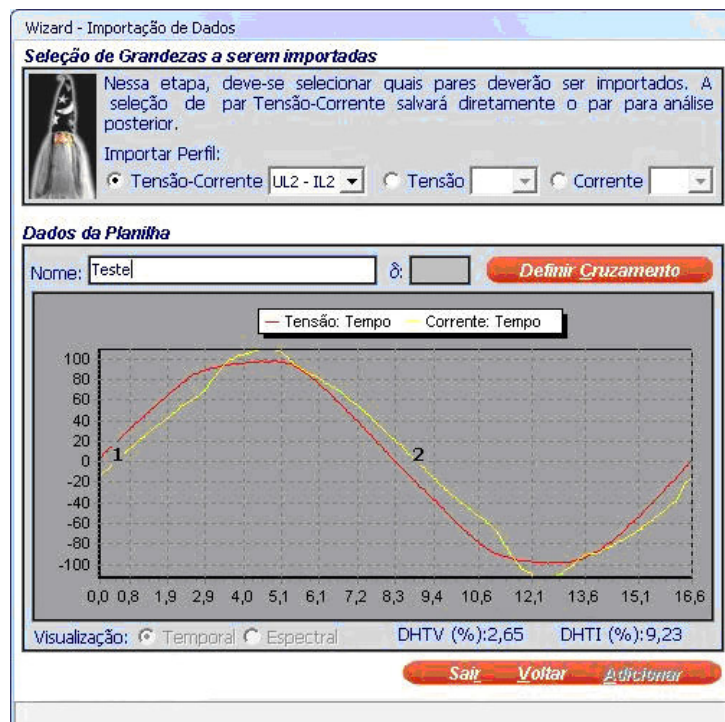 Wizard - Importação de Dados
Seleção de Grandezas a serem importadas
Nessa etapa, deve-se selecionar quais pares deverão ser importados. A
seleção de par Tensão-Corrente salvará diretamente o par para análise
posterior.
Importar Perfil:
Tensão-Corrente UL2 - IL2 Tensão Corrente
Dados da Planilha
Nome: Teste δ: Definir Cruzamento
Tensão: Tempo Corrente: Tempo
100
80
60
40
20
0
-20
-40
-60
-80
-100
1 2
0,0 0,8 1,9 2,9 4,0 5,1 6,1 7,2 8,3 9,4 10,6 12,1 13,6 15,1 16,6
Visualização: Temporal Espectral DHTV (%):2,65 DHTI (%):9,23
Sair Voltar Adicionar